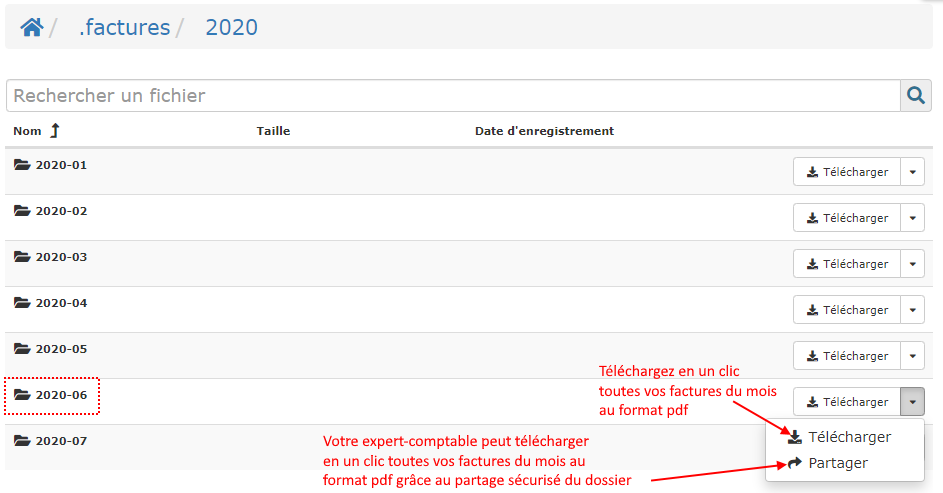 / .factures / 2020
Rechercher un fichier
Nom Taille Date d'enregistrement
2020-01 Télécharger
2020-02 Télécharger
2020-03 Télécharger
2020-04 Télécharger
2020-05 Télécharger
Téléchargez en un clic
toutes vos factures du mois
au format pdf
2020-06 Télécharger
2020-07
Votre expert-comptable peut télécharger
en un clic toutes vos factures du mois au
format pdf grâce au partage sécurisé du dossier
Télécharger
Partager